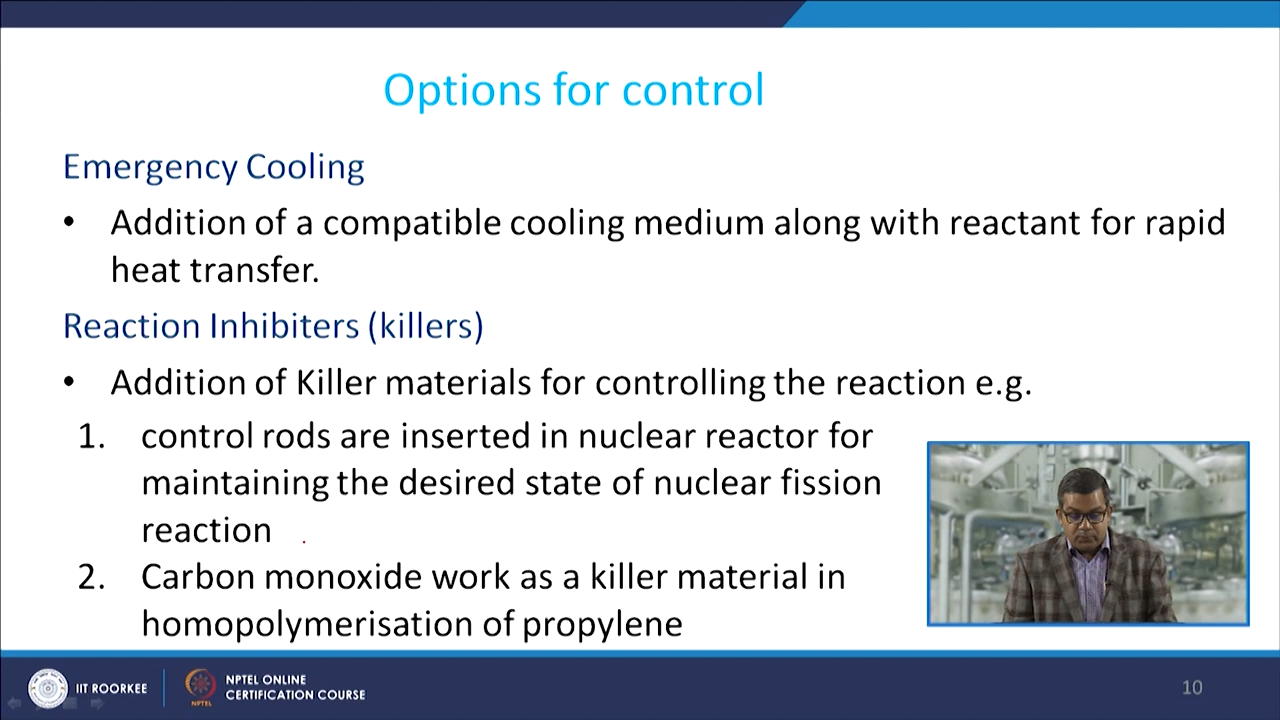 Options for control
Emergency Cooling
• Addition of a compatible cooling medium along with reactant for rapid
heat transfer.
Reaction Inhibiters (killers)
• Addition of Killer materials for controlling the reaction e.g.
1. control rods are inserted in nuclear reactor for
maintaining the desired state of nuclear fission
reaction
2. Carbon monoxide work as a killer material in
homopolymerisation of propylene
IIT ROORKEE
NPTEL
NPTEL ONLINE
CERTIFICATION COURSE
10